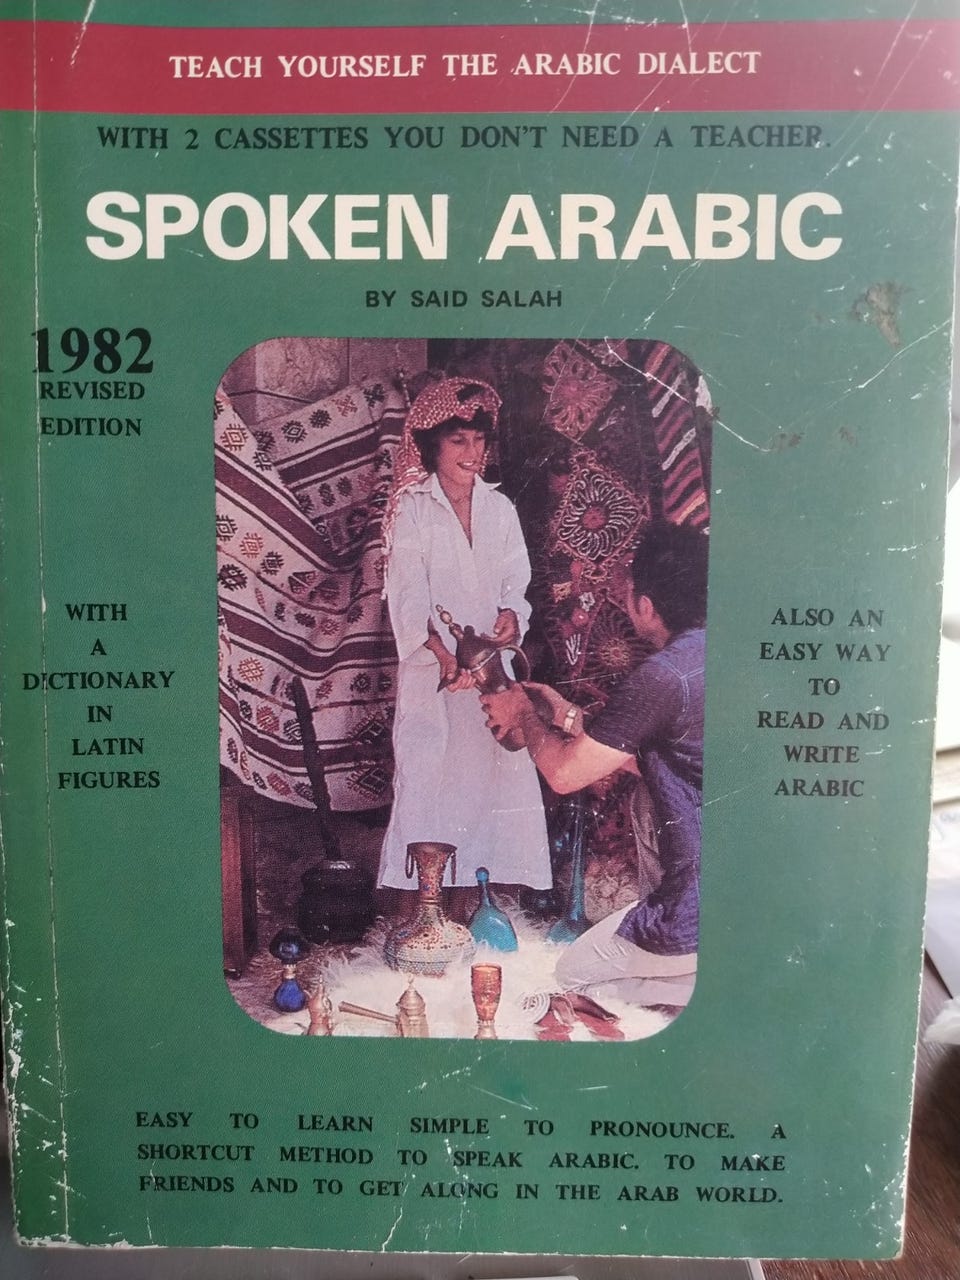 TEACH YOURSELF THE ARABIC DIALECT
WITH 2 CASSETTES YOU DON'T NEED A TEACHER.
SPOKEN ARABIC
BY SAID SALAH
1982
REVISED
EDITION
WITH
A
DICTIONARY
IN
LATIN
FIGURES
ALSO AN
EASY WAY
TO
READ AND
WRITE
ARABIC
EASY TO LEARN SIMPLE TO PRONOUNCE. A
SHORTCUT METHOD TO SPEAK ARABIC. TO MAKE
FRIENDS AND TO GET ALONG IN THE ARAB WORLD.